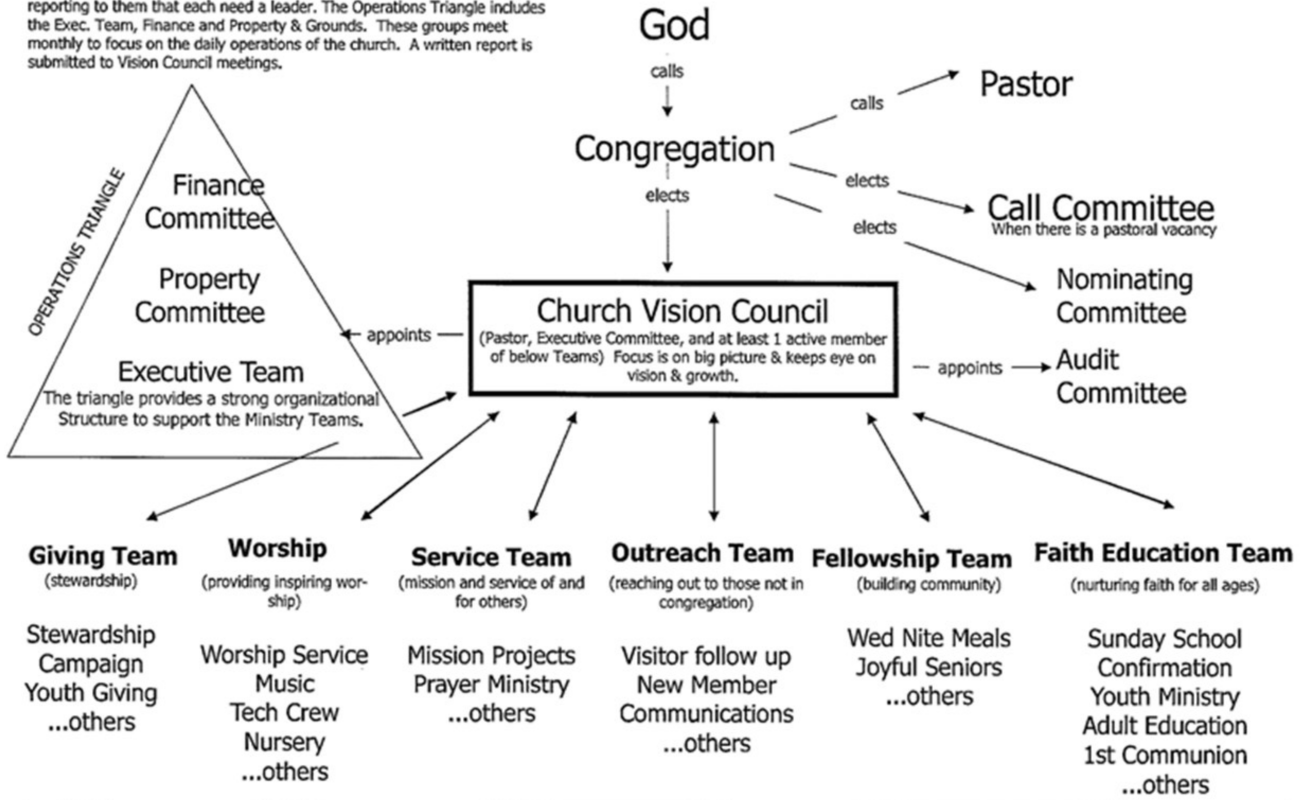 reporting to them that each need a leader. The Operations Triangle includes
the Exec. Team, Finance and Property & Grounds. These groups meet
monthly to focus on the daily operations of the church. A written report is
submitted to Vision Council meetings.
God
calls
Congregation
calls
Pastor
elects
Call Committee
When there is a pastoral vacancy
elects
Nominating
Committee
elects
OPERATIONS TRIANGLE
Finance
Committee
Property
Committee
Executive Team
The triangle provides a strong organizational
Structure to support the Ministry Teams.
appoints
Church Vision Council
(Pastor, Executive Committee, and at least 1 active member
of below Teams) Focus is on big picture & keeps eye on
vision & growth.
appoints
Audit
Committee
Giving Team
(stewardship)
Stewardship
Campaign
Youth Giving
...others
Worship
(providing inspiring wor-
ship)
Worship Service
Music
Tech Crew
Nursery
...others
Service Team
(mission and service of and
for others)
Mission Projects
Prayer Ministry
...others
Outreach Team
(reaching out to those not in
congregation)
Visitor follow up
New Member
Communications
...others
Fellowship Team
(building community)
Wed Nite Meals
Joyful Seniors
...others
Faith Education Team
(nurturing faith for all ages)
Sunday School
Confirmation
Youth Ministry
Adult Education
1st Communion
...others